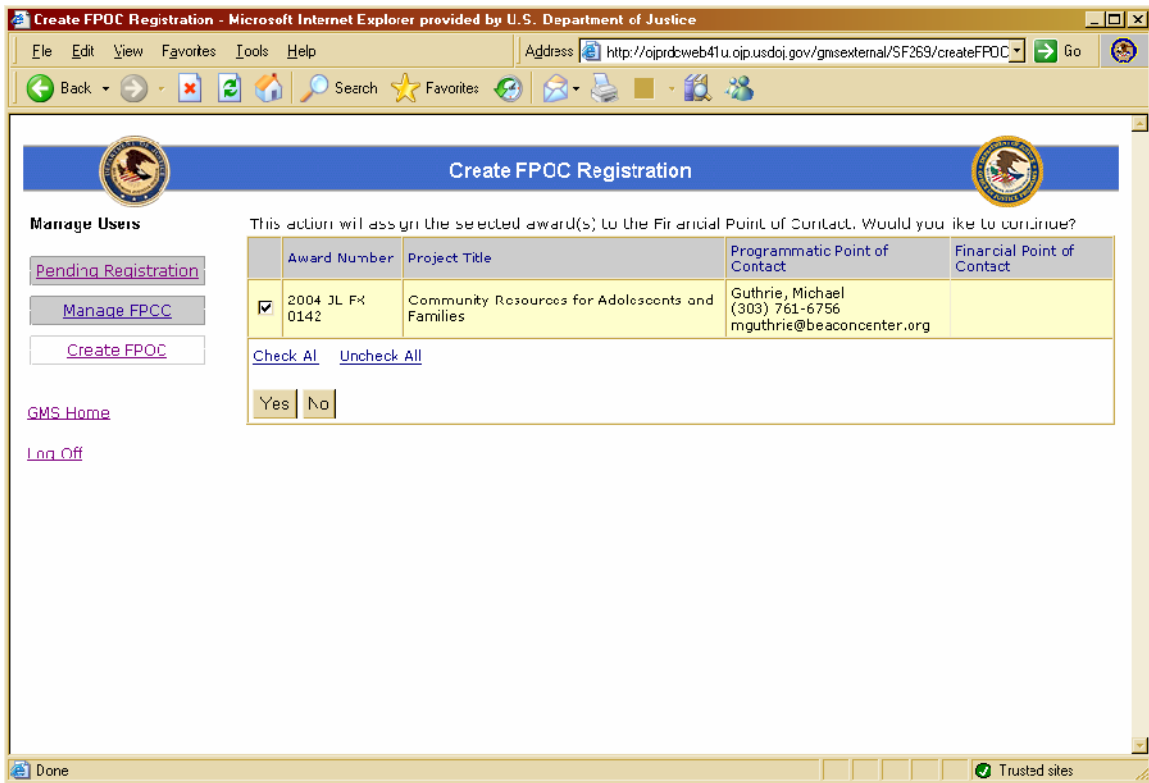 Create FPOC Registration - Microsoft Internet Explorer provided by U.S. Department of Justice
File Edit View Favorites Tools Help Address http://ojprdcweb41u.ojp.usdoj.gov/gmsexternal/SF269/createFPOC Go
Back Search Favorites
Create FPOC Registration
Manage Users
This action will assign the selected award(s) to the Financial Point of Contact. Would you like to continue?
Pending Registration
Manage FPOC
Create FPOC
GMS Home
Log Off
Award Number Project Title Programmatic Point of Contact Financial Point of Contact
2004 JL FX 0142
Community Resources for Adolescents and
Families
Guthrie, Michael
(303) 761-6756
mguthrie@beaconcenter.org
Check All Uncheck All
Yes No
Done Trusted sites